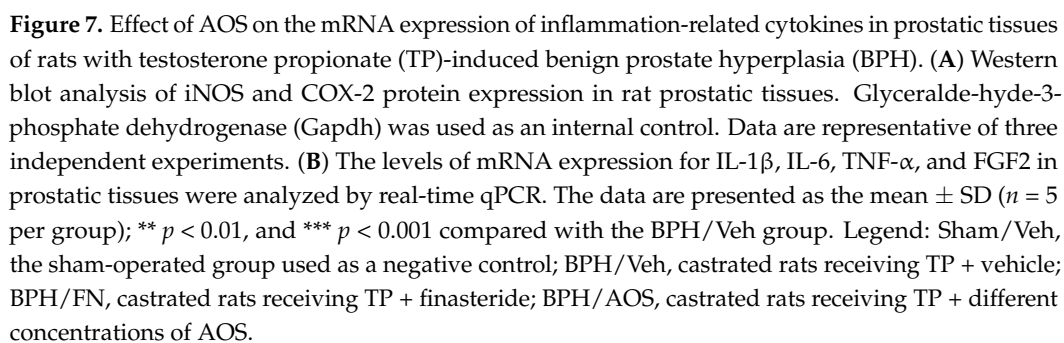 Figure 7. Effect of AOS on the mRNA expression of inflammation-related cytokines in prostatic tissues
of rats with testosterone propionate (TP)-induced benign prostate hyperplasia (BPH). (A) Western
blot analysis of iNOS and COX-2 protein expression in rat prostatic tissues. Glyceralde-hyde-3-
phosphate dehydrogenase (Gapdh) was used as an internal control. Data are representative of three
independent experiments. (B) The levels of mRNA expression for IL-1β, IL-6, TNF-α, and FGF2 in
prostatic tissues were analyzed by real-time qPCR. The data are presented as the mean ± SD (n = 5
per group); ** p < 0.01, and *** p < 0.001 compared with the BPH/Veh group. Legend: Sham/Veh,
the sham-operated group used as a negative control; BPH/Veh, castrated rats receiving TP + vehicle;
BPH/FN, castrated rats receiving TP + finasteride; BPH/AOS, castrated rats receiving TP + different
concentrations of AOS.